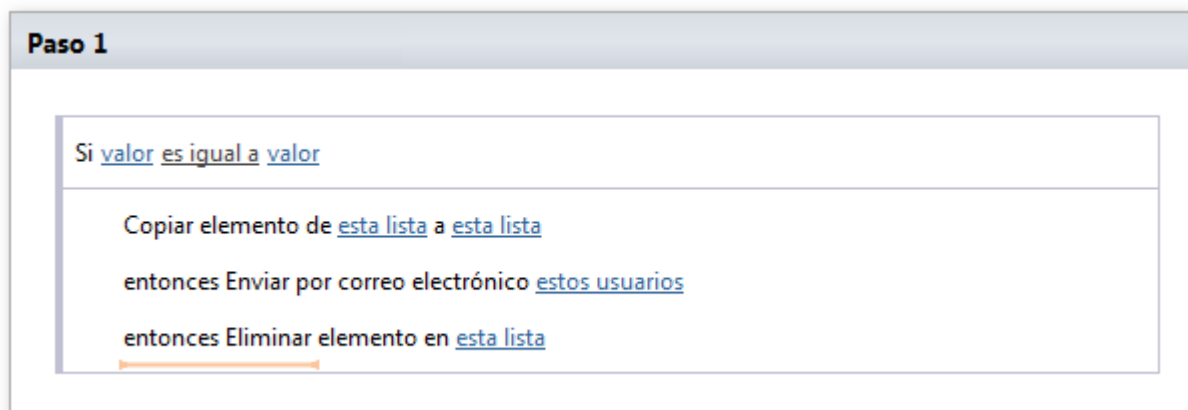 Paso 1
Si valor es igual a valor
Copiar elemento de esta lista a esta lista
entonces Enviar por correo electrónico estos usuarios
entonces Eliminar elemento en esta lista